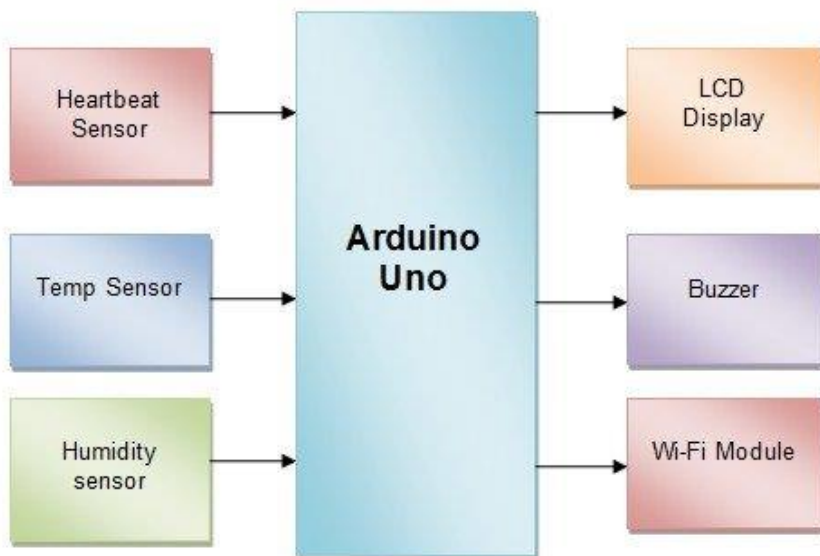 Heartbeat
Sensor
Temp Sensor
Humidity
sensor
Arduino
Uno
LCD
Display
Buzzer
Wi-Fi Module